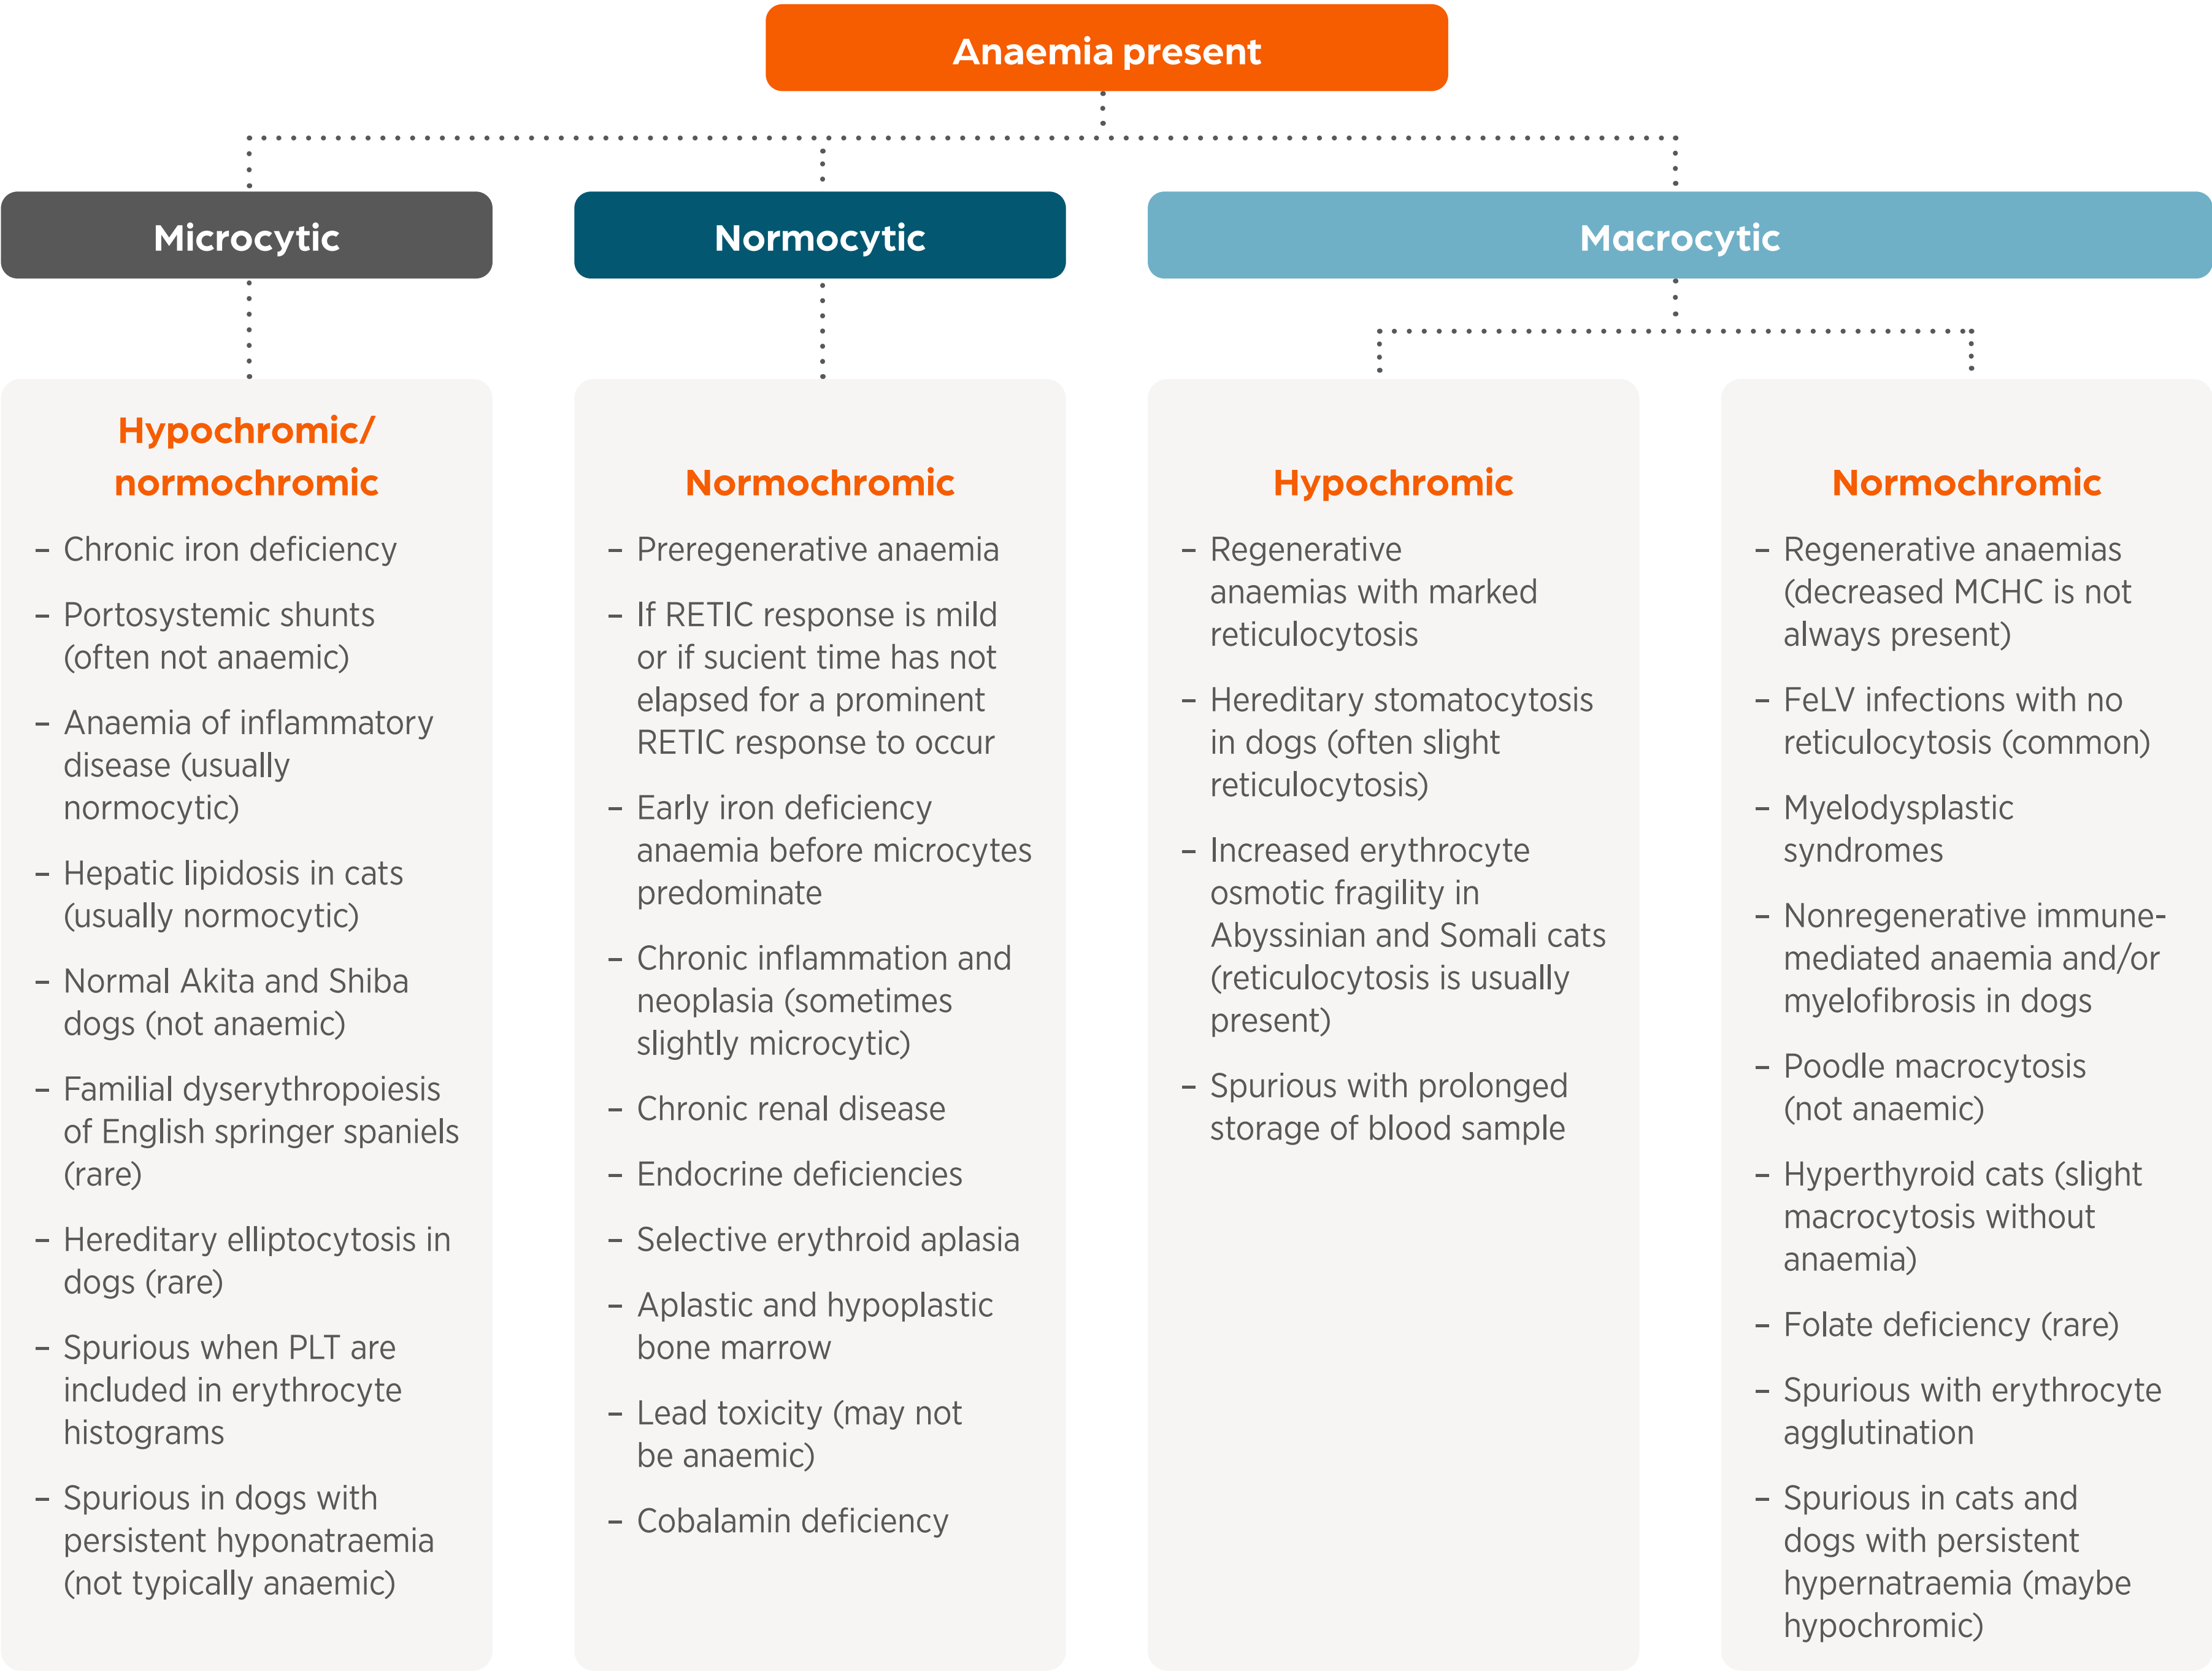 Anaemia present
Microcytic
Normocytic
Macrocytic
Hypochromic/
normochromic
– Chronic iron deficiency
– Portosystemic shunts
(often not anaemic)
– Anaemia of inflammatory
disease (usually
normocytic)
– Hepatic lipidosis in cats
(usually normocytic)
– Normal Akita and Shiba
dogs (not anaemic)
– Familial dyserythropoiesis
of English springer spaniels
(rare)
– Hereditary elliptocytosis in
dogs (rare)
– Spurious when PLT are
included in erythrocyte
histograms
– Spurious in dogs with
persistent hyponatraemia
(not typically anaemic)
Normochromic
– Preregenerative anaemia
– If RETIC response is mild
or if sucient time has not
elapsed for a prominent
RETIC response to occur
– Early iron deficiency
anaemia before microcytes
predominate
– Chronic inflammation and
neoplasia (sometimes
slightly microcytic)
– Chronic renal disease
– Endocrine deficiencies
– Selective erythroid aplasia
– Aplastic and hypoplastic
bone marrow
– Lead toxicity (may not
be anaemic)
– Cobalamin deficiency
Hypochromic
– Regenerative
anaemias with marked
reticulocytosis
– Hereditary stomatocytosis
in dogs (often slight
reticulocytosis)
– Increased erythrocyte
osmotic fragility in
Abyssinian and Somali cats
(reticulocytosis is usually
present)
– Spurious with prolonged
storage of blood sample
Normochromic
– Regenerative anaemias
(decreased MCHC is not
always present)
– FeLV infections with no
reticulocytosis (common)
– Myelodysplastic
syndromes
– Nonregenerative immune-
mediated anaemia and/or
myelofibrosis in dogs
– Poodle macrocytosis
(not anaemic)
– Hyperthyroid cats (slight
macrocytosis without
anaemia)
– Folate deficiency (rare)
– Spurious with erythrocyte
agglutination
– Spurious in cats and
dogs with persistent
hypernatraemia (maybe
hypochromic)